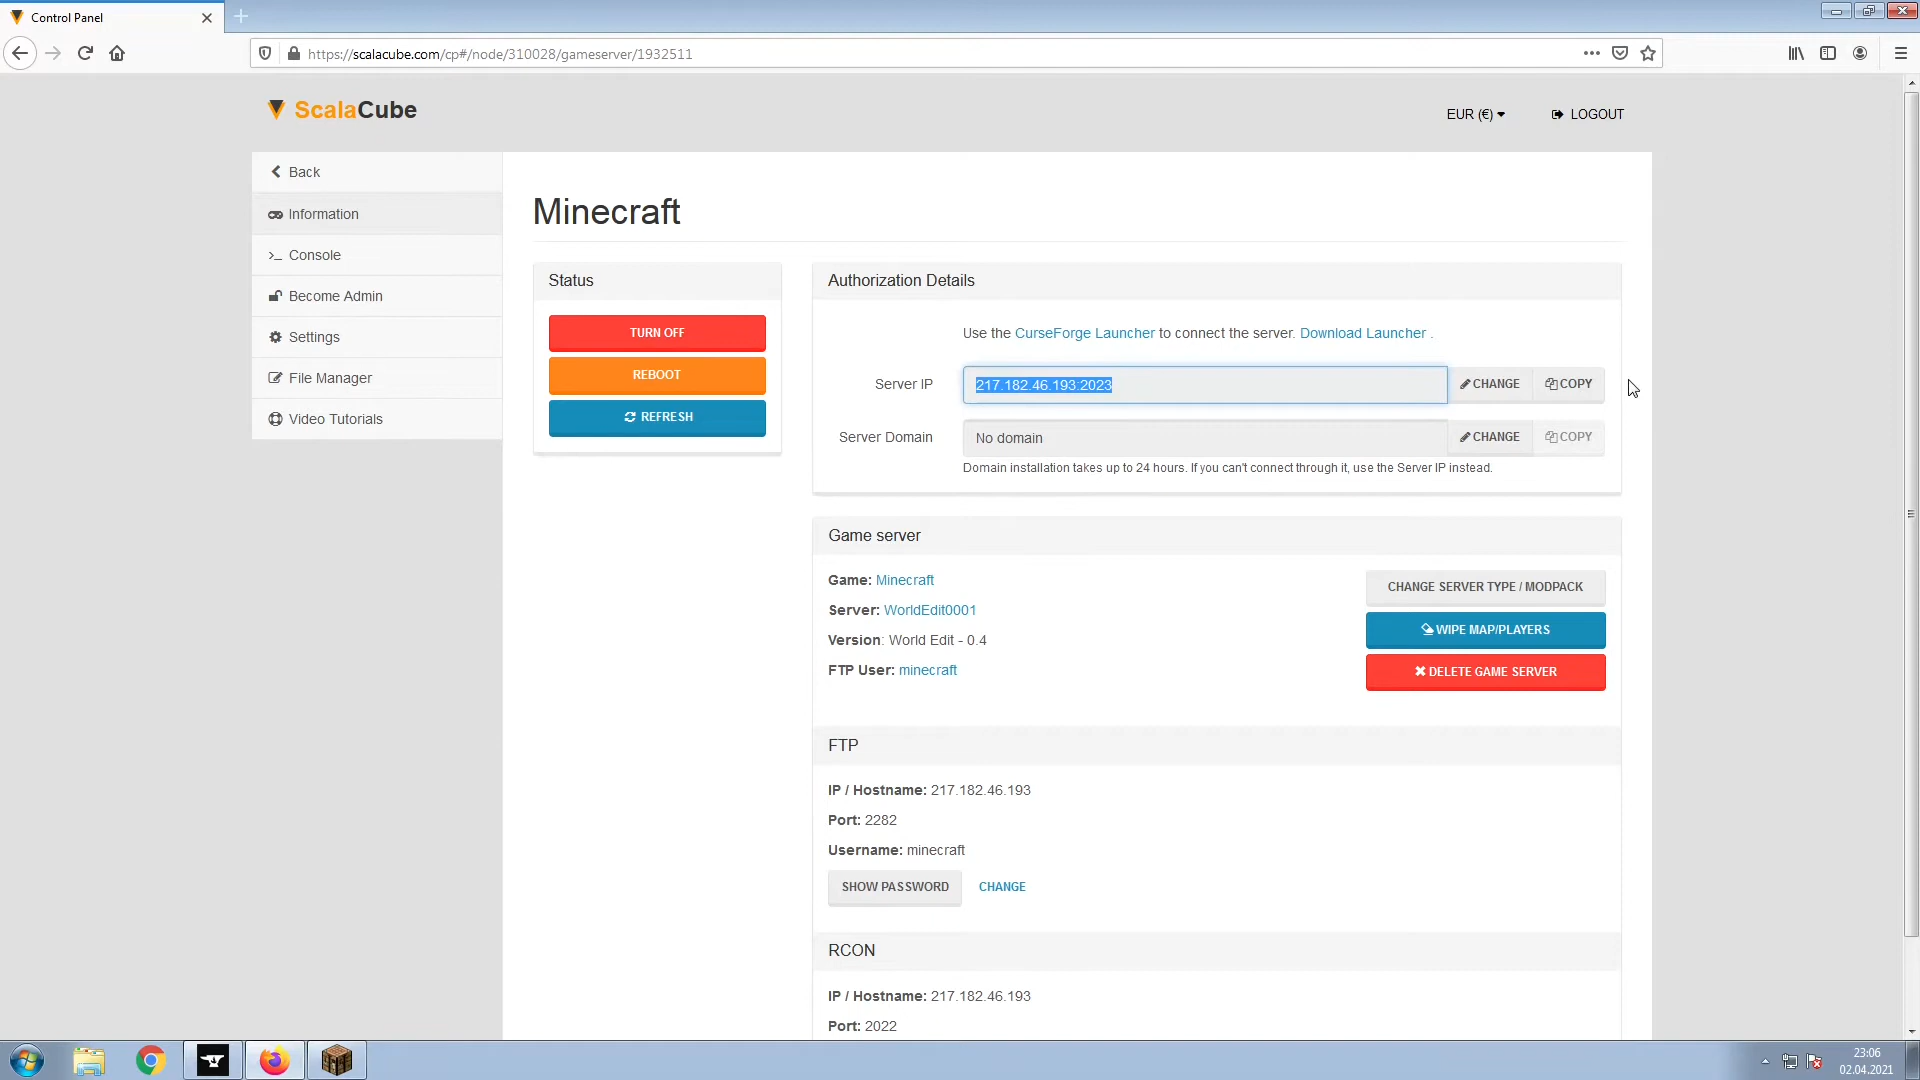 Control Panel
https://scalacube.com/cp#/node/310028/gameserver/1932511
ScalaCube
EUR (€)
LOGOUT
Back
Information
Console
Become Admin
Settings
File Manager
Video Tutorials
Minecraft
Status
TURN OFF
REBOOT
REFRESH
Authorization Details
Use the CurseForge Launcher to connect the server. Download Launcher .
Server IP
217.182.46.193:2023
CHANGE
COPY
Server Domain
No domain
CHANGE
COPY
Domain installation takes up to 24 hours. If you can't connect through it, use the Server IP instead.
Game server
Game: Minecraft
Server: WorldEdit0001
Version: World Edit - 0.4
FTP User: minecraft
CHANGE SERVER TYPE / MODPACK
WIPE MAP/PLAYERS
DELETE GAME SERVER
FTP
IP / Hostname: 217.182.46.193
Port: 2282
Username: minecraft
SHOW PASSWORD
CHANGE
RCON
IP / Hostname: 217.182.46.193
Port: 2022
23:06
02.04.2021